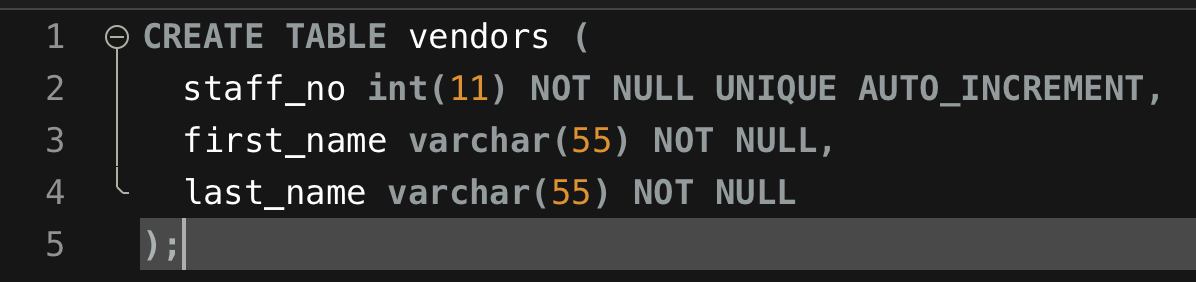 1 CREATE TABLE vendors (
2 staff_no int(11) NOT NULL UNIQUE AUTO_INCREMENT,
3 first_name varchar(55) NOT NULL,
4 last_name varchar(55) NOT NULL
5 );